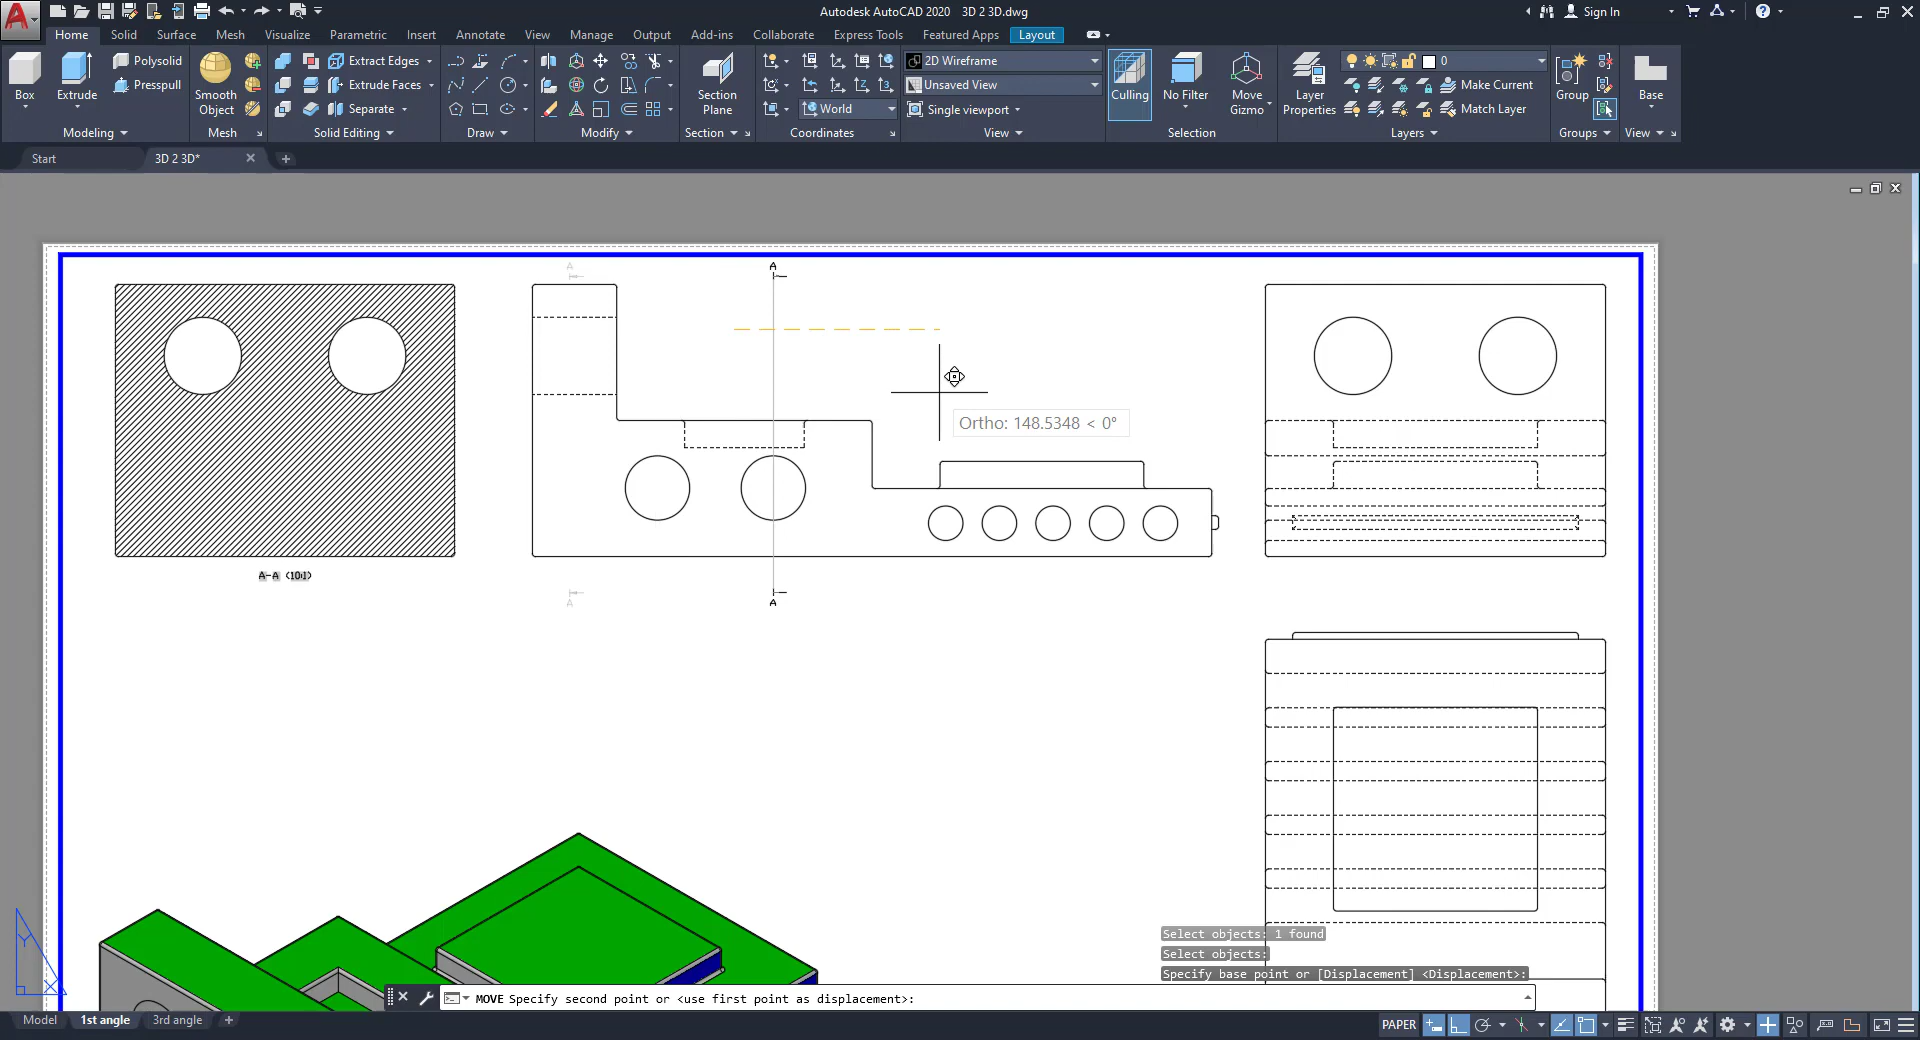 Autodesk AutoCAD 2020    3D 2 3D.dwg
Sign In
Home Solid Surface Mesh Visualize Parametric Insert Annotate View Manage Output Add-ins Collaborate Express Tools Featured Apps Layout
Box
Extrude
Polysolid
Presspull
Modeling
Smooth
Object
Mesh
Extract Edges
Extrude Faces
Separate
Solid Editing
Draw
Modify
Section
Plane
Section
World
Coordinates
2D Wireframe
Unsaved View
Single viewport
View
Culling
No Filter
Move
Gizmo
Selection
Layer
Properties
0
Make Current
Match Layer
Layers
Group
Groups
Base
View
Start
3D 2 3D*
A
A
Ortho: 148.5348 < 0°
A-A (10:1)
A
A
Select objects: 1 found
Select objects:
Specify base point or [Displacement] <Displacement>:
MOVE Specify second point or <use first point as displacement>:
Y
X
Model
1st angle
3rd angle
PAPER